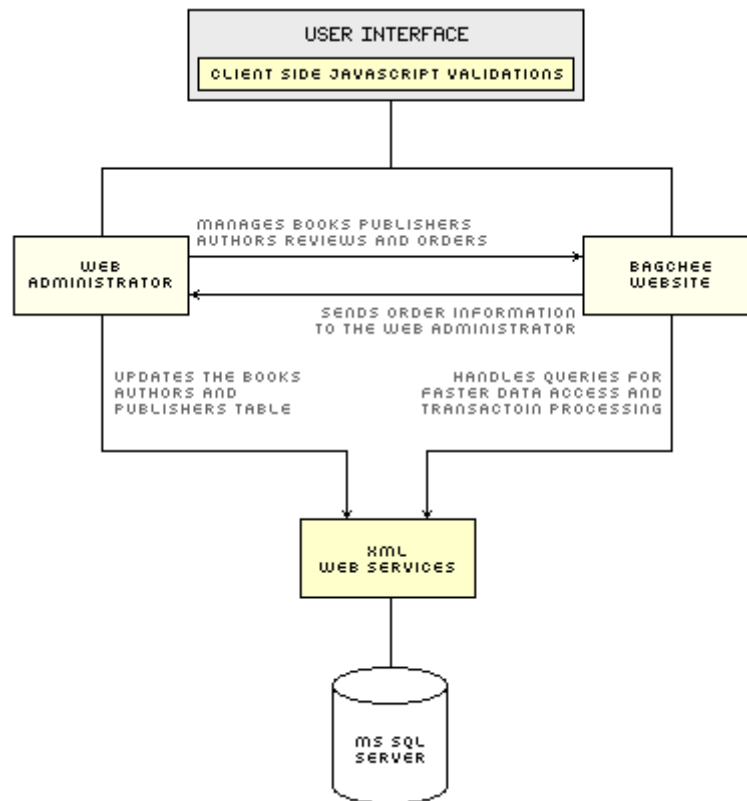 USER INTERFACE
CLIENT SIDE JAVASCRIPT VALIDATIONS
MANAGES BOOKS PUBLISHERS
AUTHORS REVIEWS AND ORDERS
WEB
ADMINISTRATOR
BAGCHEE
WEBSITE
SENDS ORDER INFORMATION
TO THE WEB ADMINISTRATOR
UPDATES THE BOOKS
AUTHORS AND
PUBLISHERS TABLE
HANDLES QUERIES FOR
FASTER DATA ACCESS AND
TRANSACTOIN PROCESSING
XML
WEB SERVICES
MS SQL
SERVER